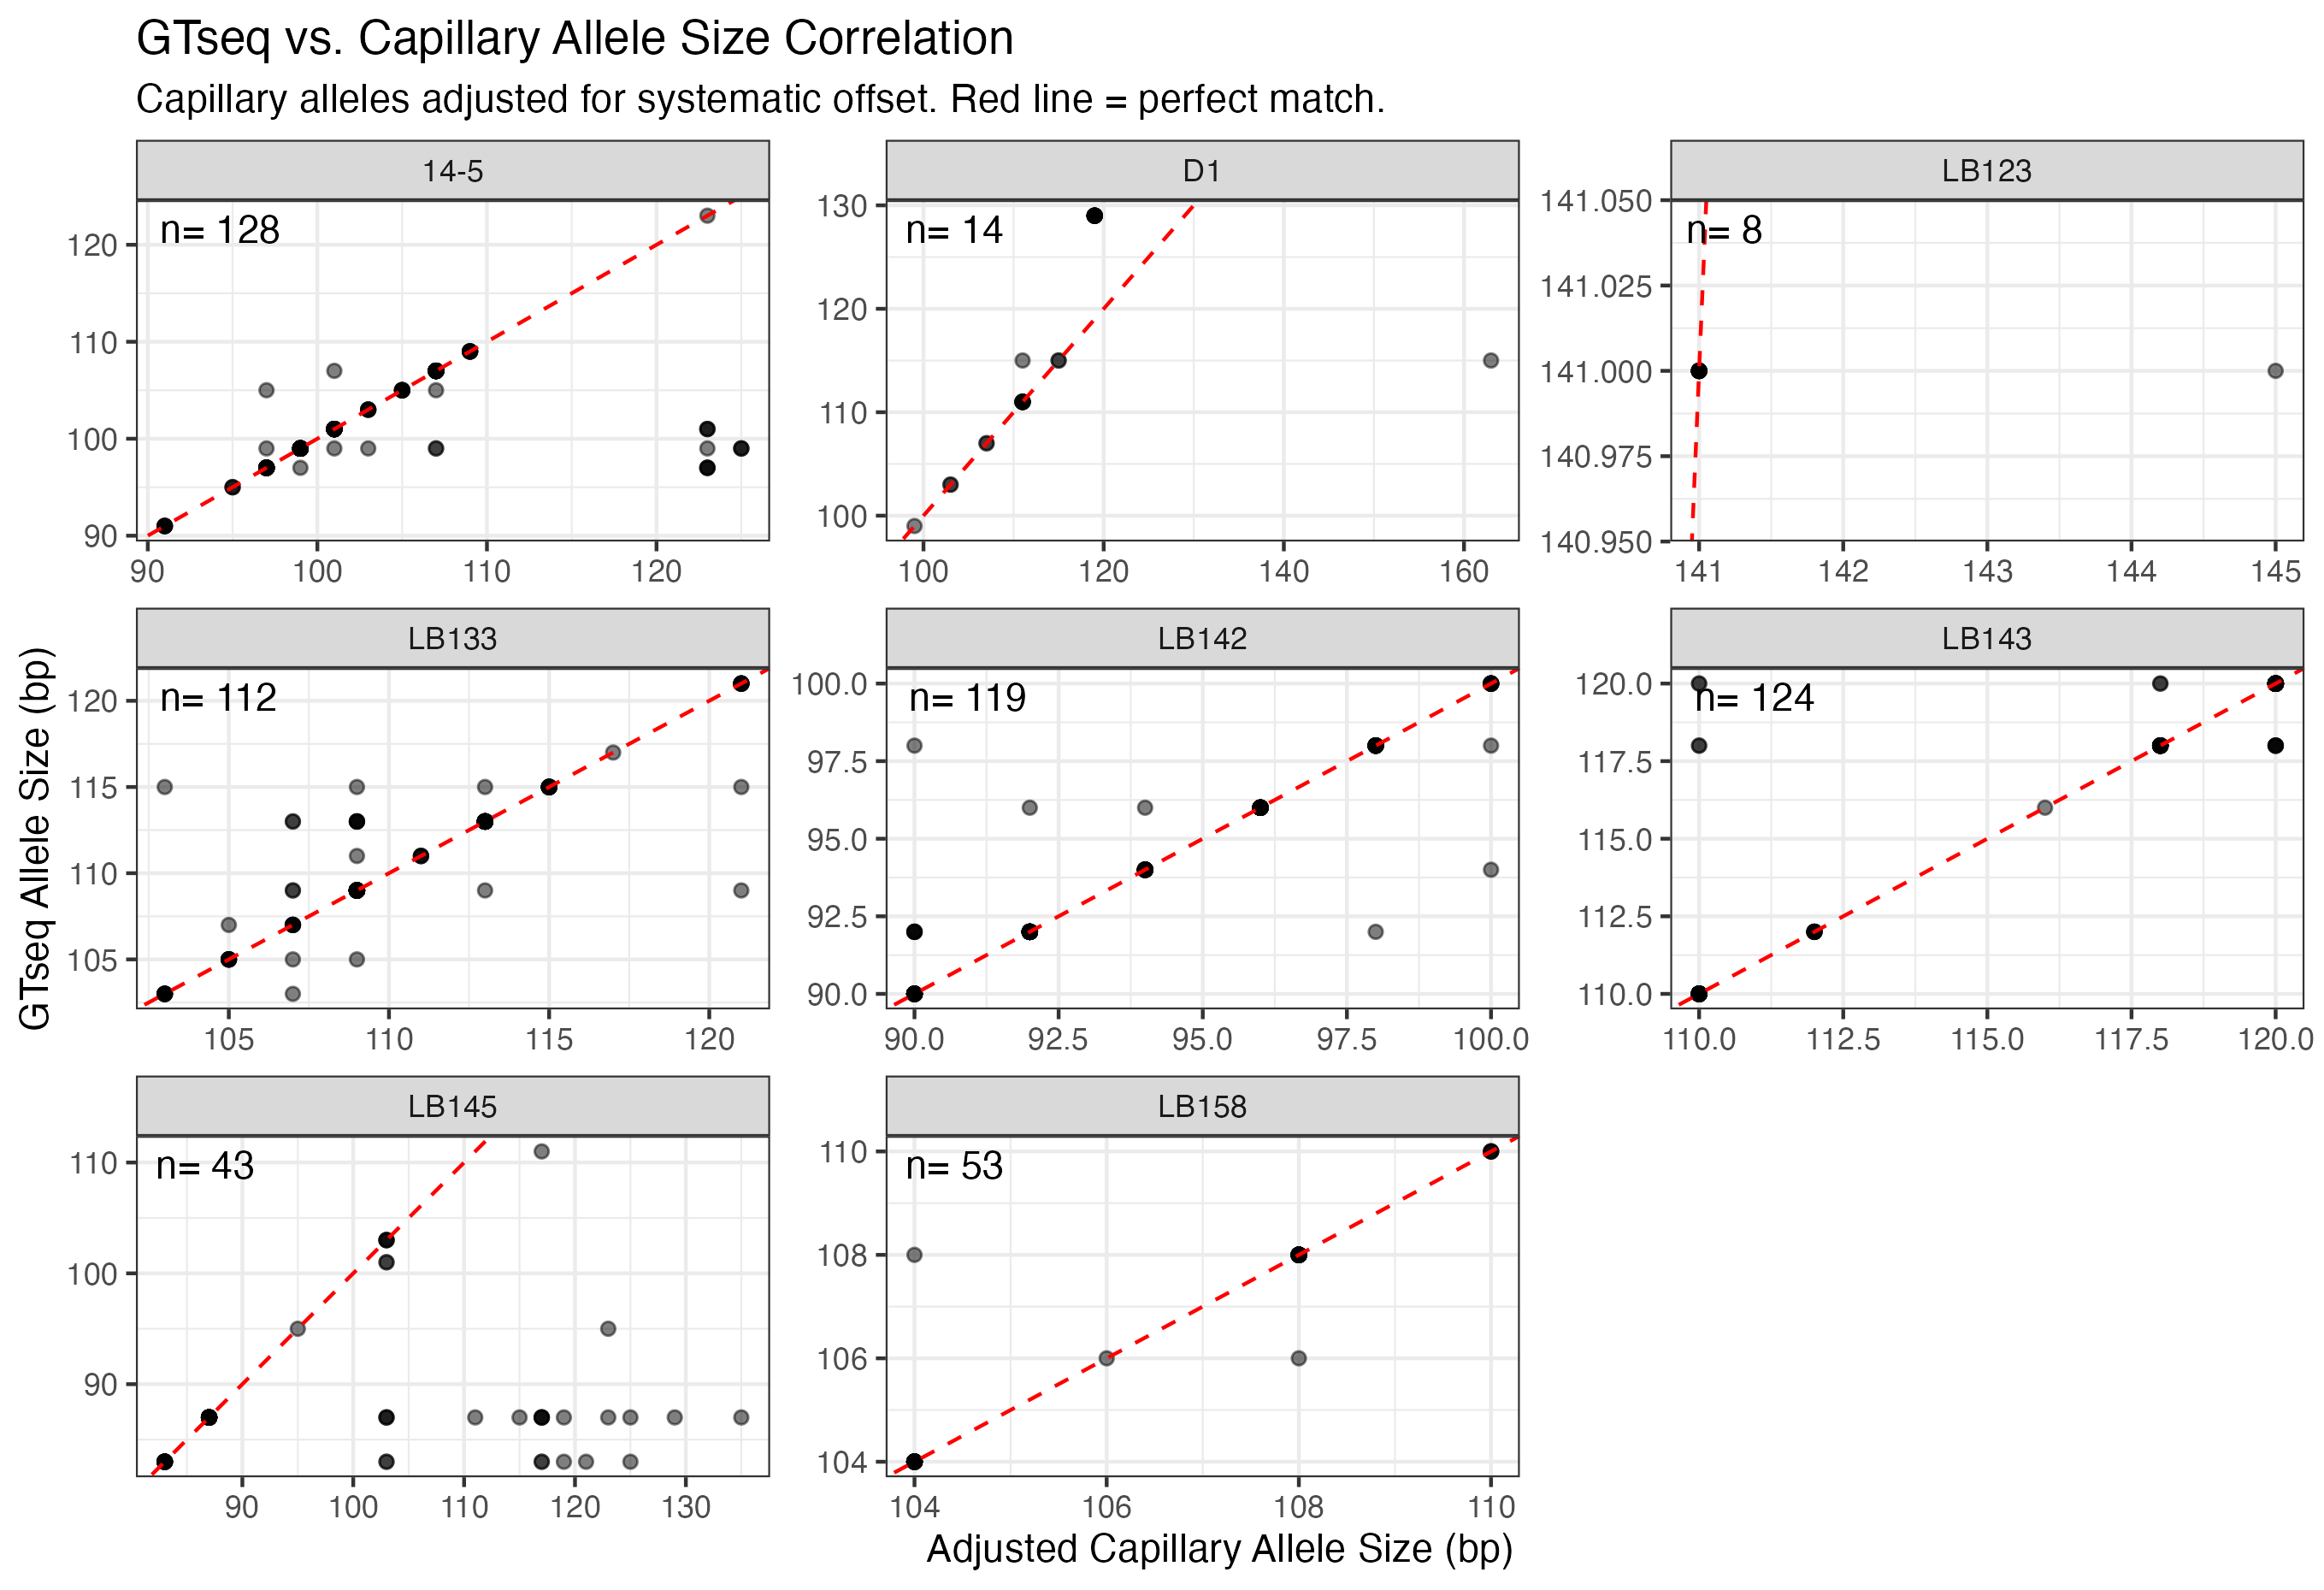 GTseq vs. Capillary Allele Size Correlation
Capillary alleles adjusted for systematic offset. Red line = perfect match.
14-5
n= 128
120
110
100
90
90 100 110 120
D1
n= 14
130
120
110
100
100 120 140 160
LB123
n= 8
141.050
141.025
141.000
140.975
140.950
141 142 143 144 145
GTseq Allele Size (bp)
LB133
n= 112
120
115
110
105
105 110 115 120
LB142
n= 119
100.0
97.5
95.0
92.5
90.0
90.0 92.5 95.0 97.5 100.0
LB143
n= 124
120.0
117.5
115.0
112.5
110.0
110.0 112.5 115.0 117.5 120.0
LB145
n= 43
110
100
90
90 100 110 120 130
LB158
n= 53
110
108
106
104
104 106 108 110
Adjusted Capillary Allele Size (bp)